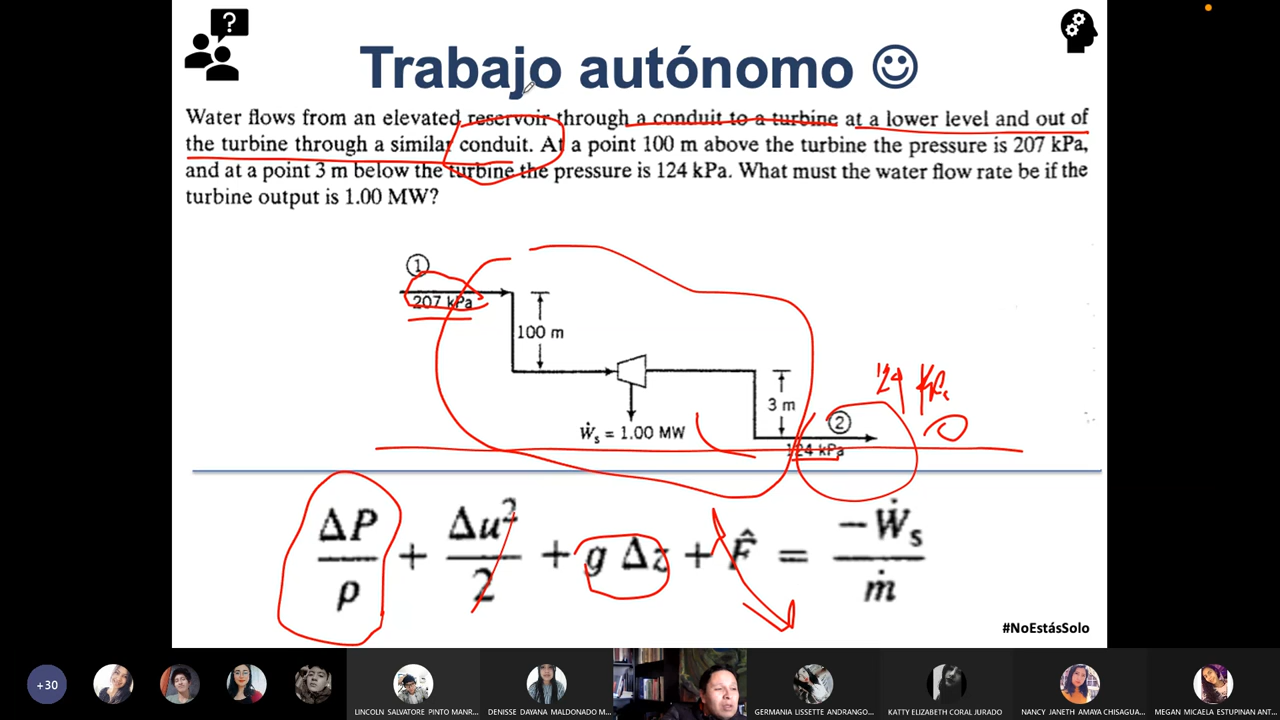 ?
Trabajo autónomo
Water flows from an elevated reservoir through a conduit to a turbine at a lower level and out of
the turbine through a similar conduit. At a point 100 m above the turbine the pressure is 207 kPa,
and at a point 3 m below the turbine the pressure is 124 kPa. What must the water flow rate be if the
turbine output is 1.00 MW?
①
207 kPa
100 m
3 m
124 kPa
Ẇs = 1.00 MW
②
124 kPa
ΔP/ρ + Δu²/2 + g Δz + F̂ = −Ẇs/ṁ
#NoEstásSolo
+30
LINCOLN SALVATORE PINTO MANR...
DENISSE DAYANA MALDONADO M...
GERMANIA LISSETTE ANDRANGO...
KATTY ELIZABETH CORAL JURADO
NANCY JANETH AMAYA CHISAGUA...
MEGAN MICAELA ESTUPINAN ANT...